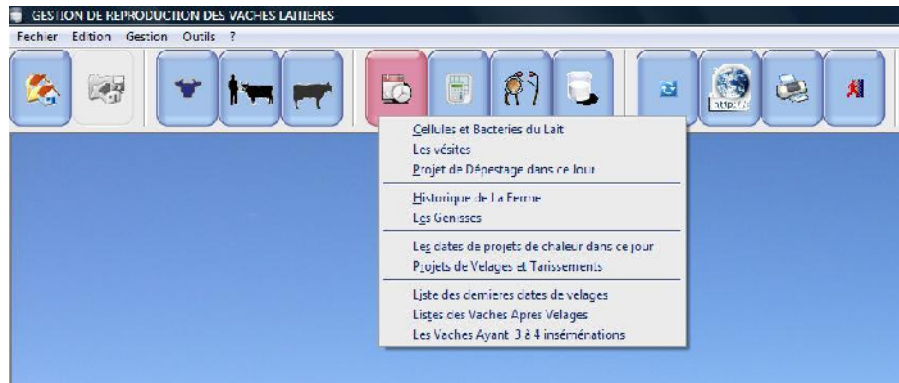 GESTION DE REPRODUCTION DES VACHES LAITIERES
Fechier Edition Gestion Outils ?
http://
Cellules et Bacteries du Lait
Les vésites
Projet de Dépestage dans ce Jour
Historique de La Ferme
Les Genisses
Les dates de projets de chaleur dans ce jour
Projets de Velages et Tarissements
Liste des dernieres dates de velages
Listes des Vaches Apres Velages
Les Vaches Ayant 3 à 4 inséménations